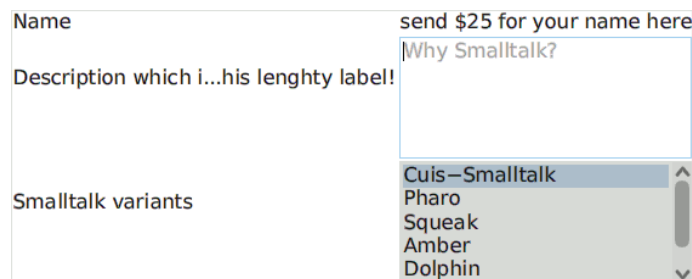 Name
send $25 for your name here
Why Smalltalk?
Description which i...his lenghty label!
Cuis−Smalltalk
Pharo
Smalltalk variants
Squeak
Amber
Dolphin